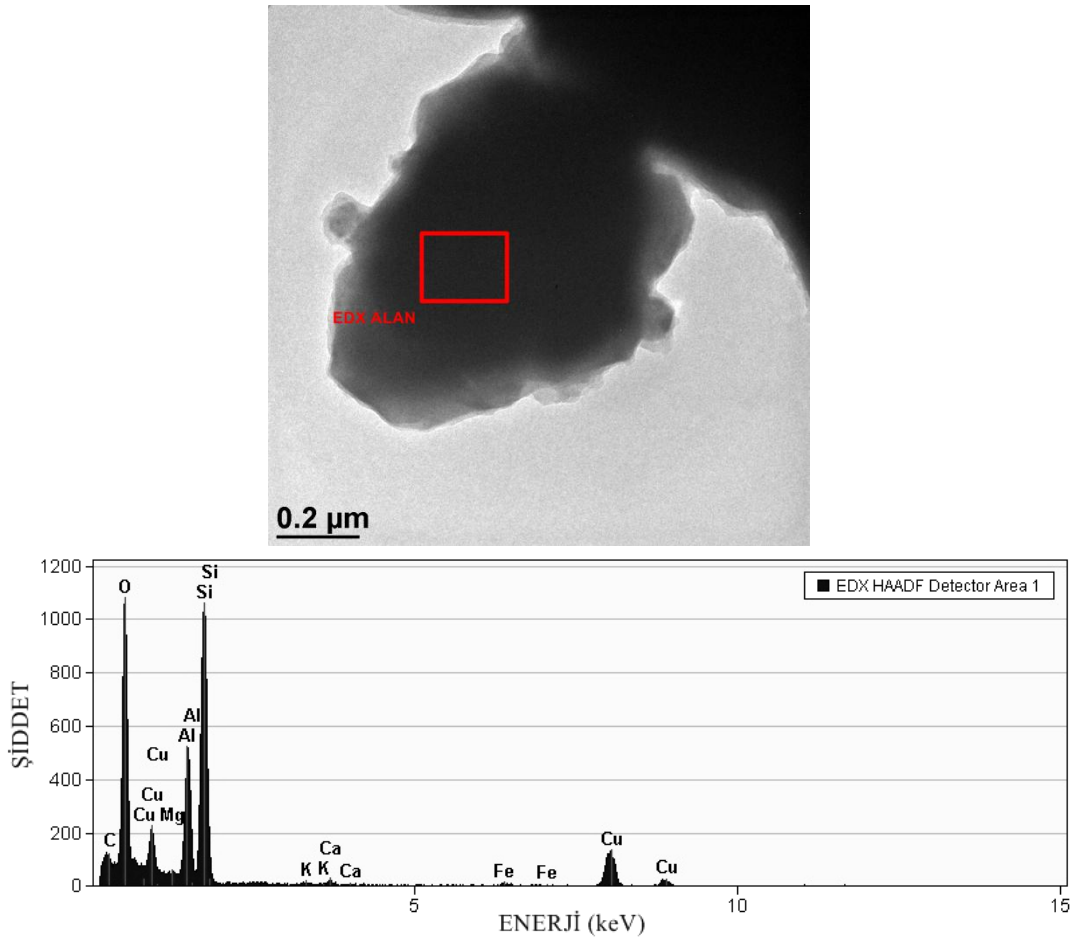 EDX ALAN
0.2 µm
1200
1000
800
600
400
200
0
ŞİDDET
EDX HAADF Detector Area 1
O
Si
Si
Al
Al
Cu
Cu
Cu Mg
C
K
Ca
K
Ca
Fe
Fe
Cu
Cu
5
10
15
ENERJİ (keV)